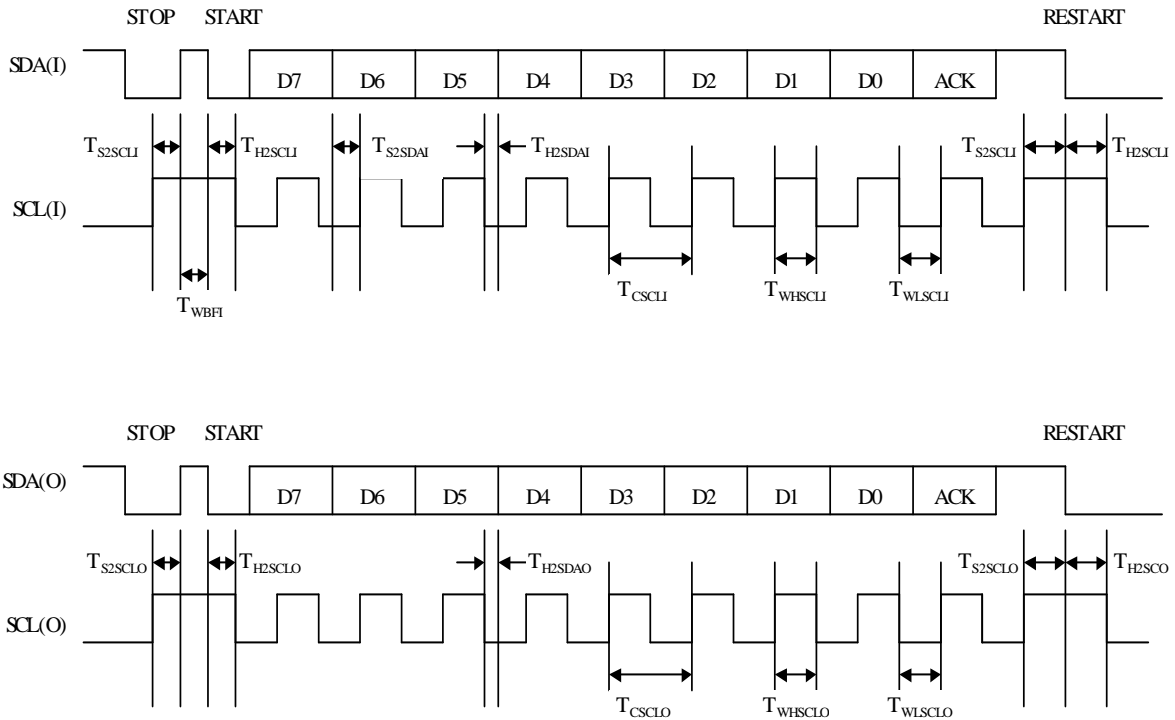 STOP START RESTART
SDA(I) D7 D6 D5 D4 D3 D2 D1 D0 ACK
TS2SCLI TH2SCLI TS2SDAI TH2SDAI TS2SCLI TH2SCLI
SCL(I)
TWBFI TCSCLI TWHSCLI TWLSCLI
STOP START RESTART
SDA(O) D7 D6 D5 D4 D3 D2 D1 D0 ACK
TS2SCLO TH2SCLO TH2SDAO TS2SCLO TH2SCO
SCL(O)
TCSCLO TWHSCLO TWLSCLO